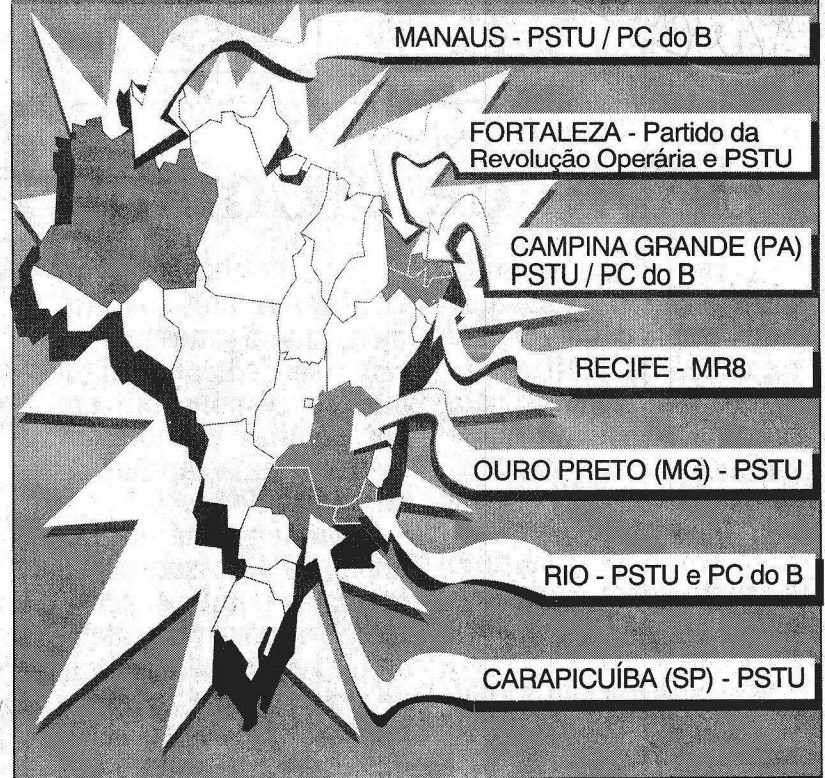 MANAUS - PSTU / PC do B
FORTALEZA - Partido da
Revolução Operária e PSTU
CAMPINA GRANDE (PA)
PSTU / PC do B
RECIFE - MR8
OURO PRETO (MG) - PSTU
RIO - PSTU e PC do B
CARAPICUÍBA (SP) - PSTU